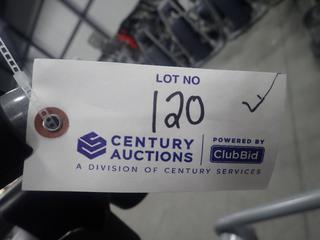 LOT NO
120
CENTURY AUCTIONS
POWERED BY
ClubBid
A DIVISION OF CENTURY SERVICES